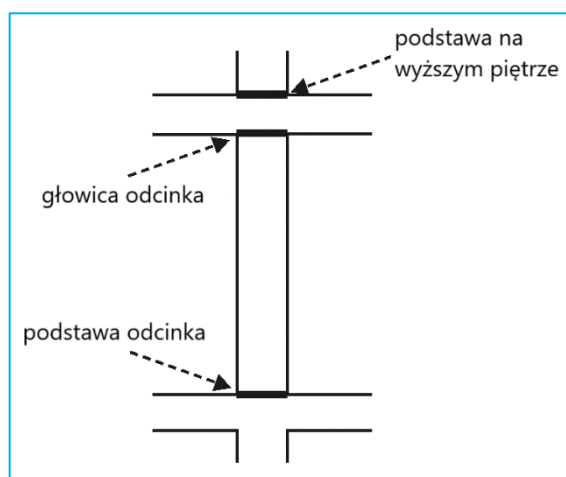 podstawa na
wyższym piętrze
głowica odcinka
podstawa odcinka